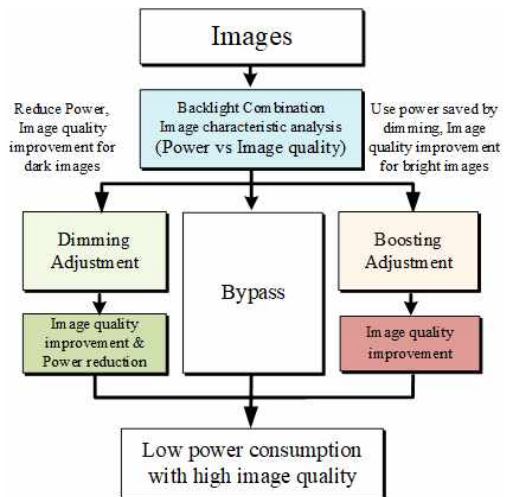 Images
Reduce Power,
Image quality
improvement for
dark images
Backlight Combination
Image characteristic analysis
(Power vs Image quality)
Use power saved by
dimming, Image
quality improvement
for bright images
Dimming
Adjustment
Bypass
Boosting
Adjustment
Image quality
improvement &
Power reduction
Image quality
improvement
Low power consumption
with high image quality